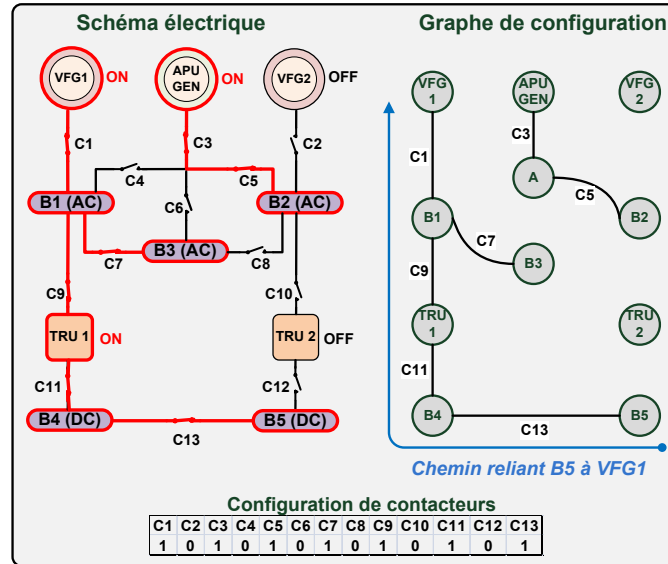 Schéma électrique
VFG1
ON
APU
GEN
ON
VFG2
OFF
C1
C3
C2
C4
C5
C6
B1 (AC)
B2 (AC)
B3 (AC)
C7
C8
C9
C10
TRU 1
ON
TRU 2
OFF
C11
C12
B4 (DC)
B5 (DC)
C13
Graphe de configuration
VFG
1
APU
GEN
VFG
2
C3
C1
A
C5
B1
B2
C7
B3
C9
TRU
1
TRU
2
C11
B4
B5
C13
Chemin reliant B5 à VFG1
Configuration de contacteurs
C1 C2 C3 C4 C5 C6 C7 C8 C9 C10 C11 C12 C13
1 0 1 0 1 0 1 0 1 0 1 0 1